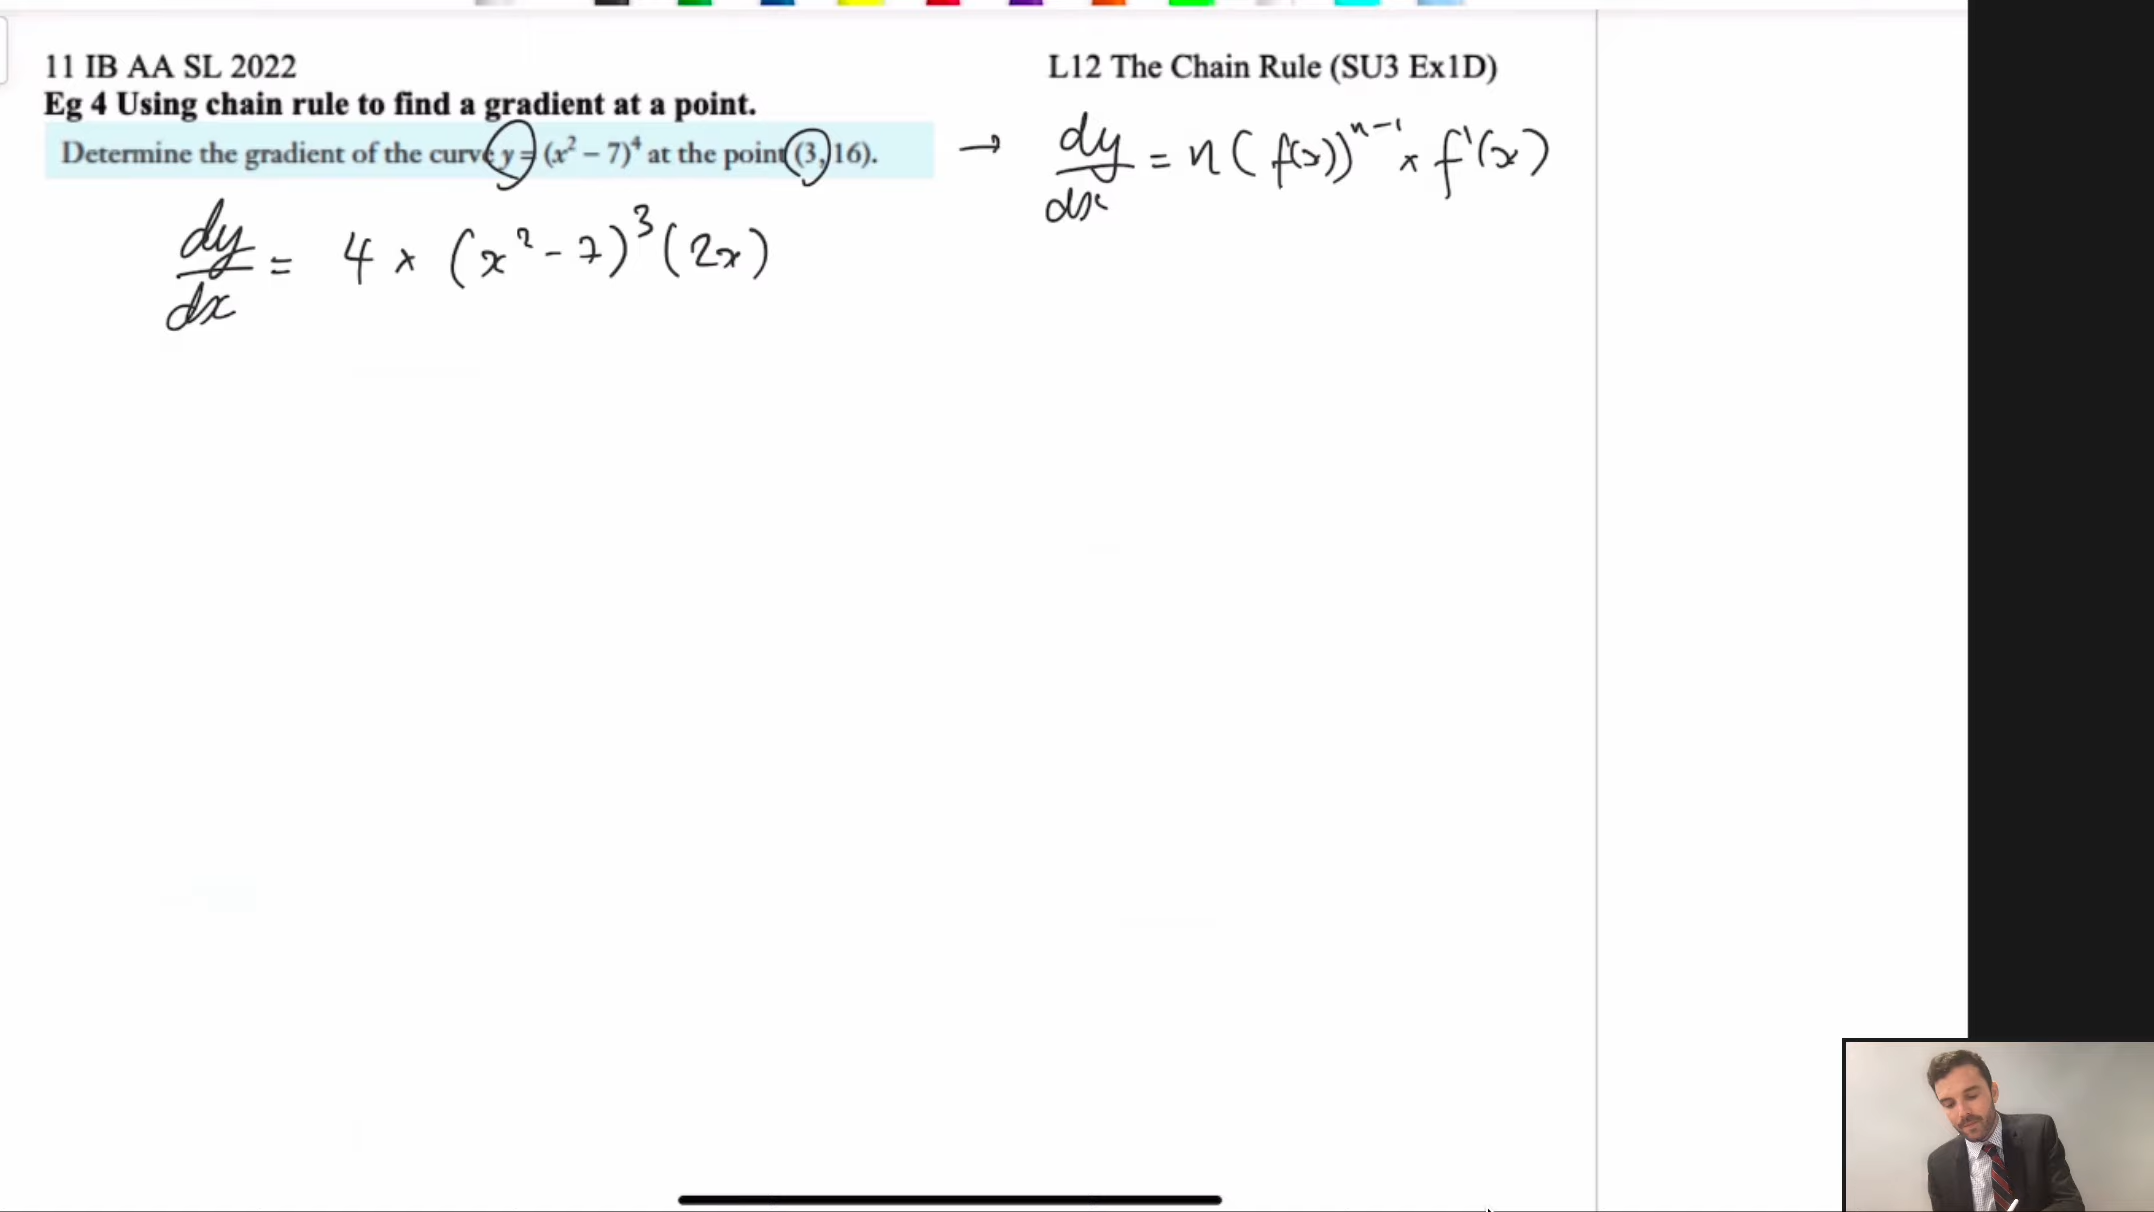 11 IB AA SL 2022
L12 The Chain Rule (SU3 Ex1D)
Eg 4 Using chain rule to find a gradient at a point.
Determine the gradient of the curve y = (x² – 7)⁴ at the point (3, 16).
→ dy/dx = n(f(x))ⁿ⁻¹ × f'(x)
dy/dx = 4 × (x² - 7)³(2x)